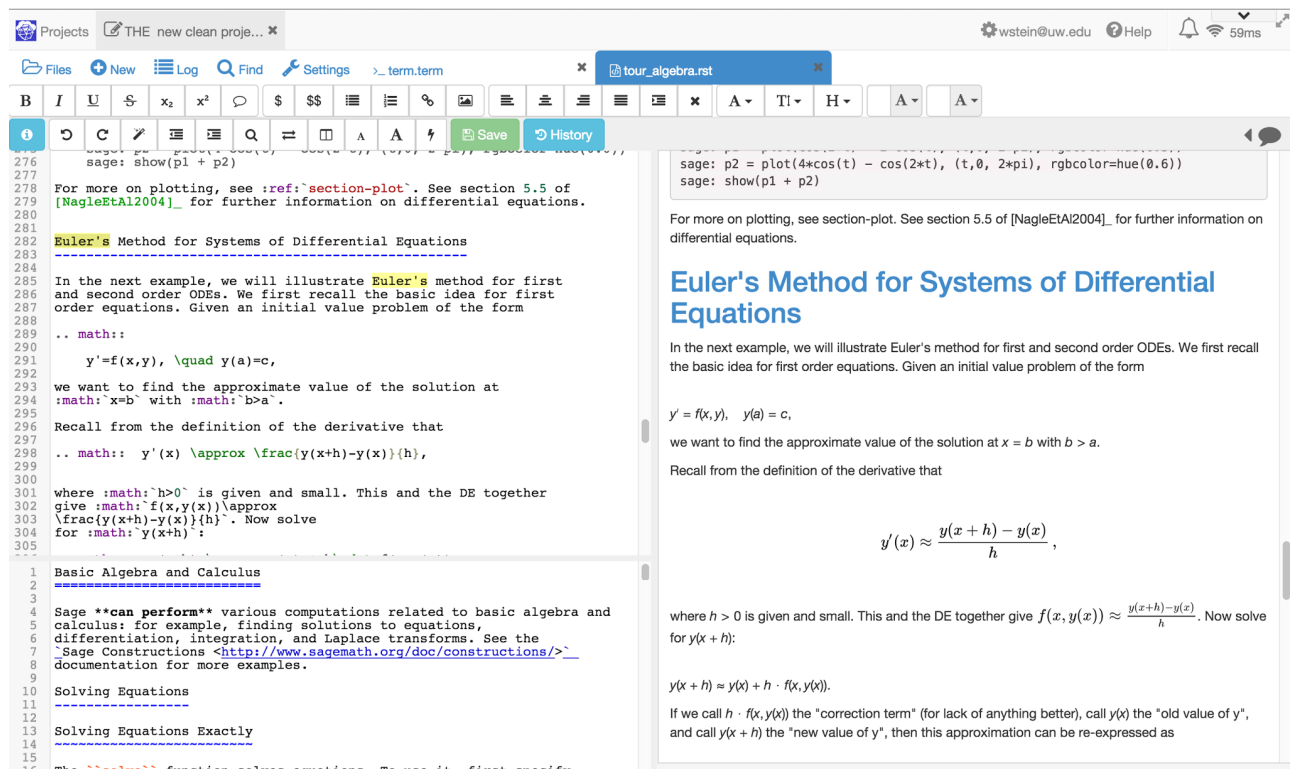 Projects THE new clean proje... wstein@uw.edu Help 59ms
Files New Log Find Settings >_ term.term tour_algebra.rst
B I U S x₂ x² $ $$ A TI H A A
A A Save History
276 sage: show(p1 + p2)
277
278 For more on plotting, see :ref:`section-plot`. See section 5.5 of
279 [NagleEtAl2004]_ for further information on differential equations.
280
281
282 Euler's Method for Systems of Differential Equations
283 ----------------------------------------------------
284
285 In the next example, we will illustrate Euler's method for first
286 and second order ODEs. We first recall the basic idea for first
287 order equations. Given an initial value problem of the form
288
289 .. math::
290
291     y'=f(x,y), \quad y(a)=c,
292
293 we want to find the approximate value of the solution at
294 :math:`x=b` with :math:`b>a`.
295
296 Recall from the definition of the derivative that
297
298 .. math::  y'(x) \approx \frac{y(x+h)-y(x)}{h},
299
300
301 where :math:`h>0` is given and small. This and the DE together
302 give :math:`f(x,y(x))\approx
303 \frac{y(x+h)-y(x)}{h}`. Now solve
304 for :math:`y(x+h)`:
305
1 Basic Algebra and Calculus
2 ==========================
3
4 Sage **can perform** various computations related to basic algebra and
5 calculus: for example, finding solutions to equations,
6 differentiation, integration, and Laplace transforms. See the
7 `Sage Constructions <http://www.sagemath.org/doc/constructions/>`_
8 documentation for more examples.
9
10 Solving Equations
11 -----------------
12
13 Solving Equations Exactly
14 ~~~~~~~~~~~~~~~~~~~~~~~~~
15
16 The ``solve`` function solves equations. To use it, first specify
sage: p2 = plot(4*cos(t) - cos(2*t), (t,0, 2*pi), rgbcolor=hue(0.6))
sage: show(p1 + p2)
For more on plotting, see section-plot. See section 5.5 of [NagleEtAl2004]_ for further information on
differential equations.
Euler's Method for Systems of Differential
Equations
In the next example, we will illustrate Euler's method for first and second order ODEs. We first recall
the basic idea for first order equations. Given an initial value problem of the form
y′ = f(x, y),  y(a) = c,
we want to find the approximate value of the solution at x = b with b > a.
Recall from the definition of the derivative that
y′(x) ≈ y(x + h) − y(x) / h ,
where h > 0 is given and small. This and the DE together give f(x, y(x)) ≈ y(x+h)−y(x) / h . Now solve
for y(x + h):
y(x + h) ≈ y(x) + h · f(x, y(x)).
If we call h · f(x, y(x)) the "correction term" (for lack of anything better), call y(x) the "old value of y",
and call y(x + h) the "new value of y", then this approximation can be re-expressed as